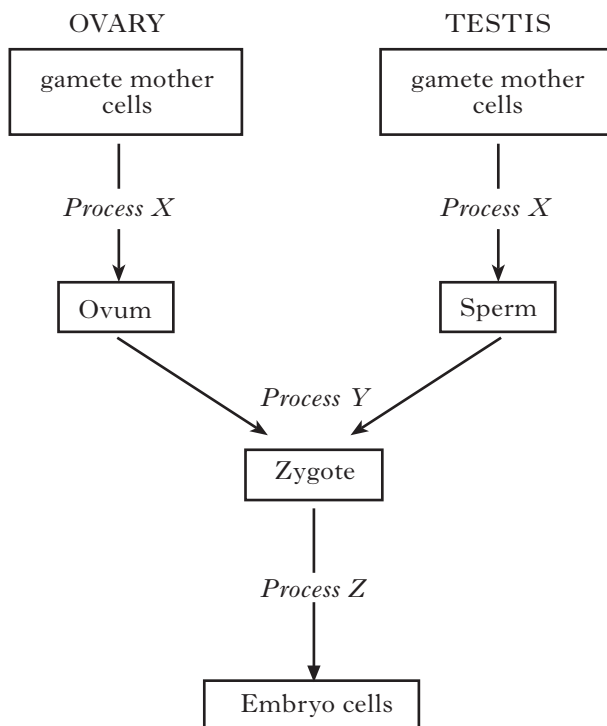 OVARY
TESTIS
gamete mother
cells
gamete mother
cells
Process X
Process X
Ovum
Sperm
Process Y
Zygote
Process Z
Embryo cells